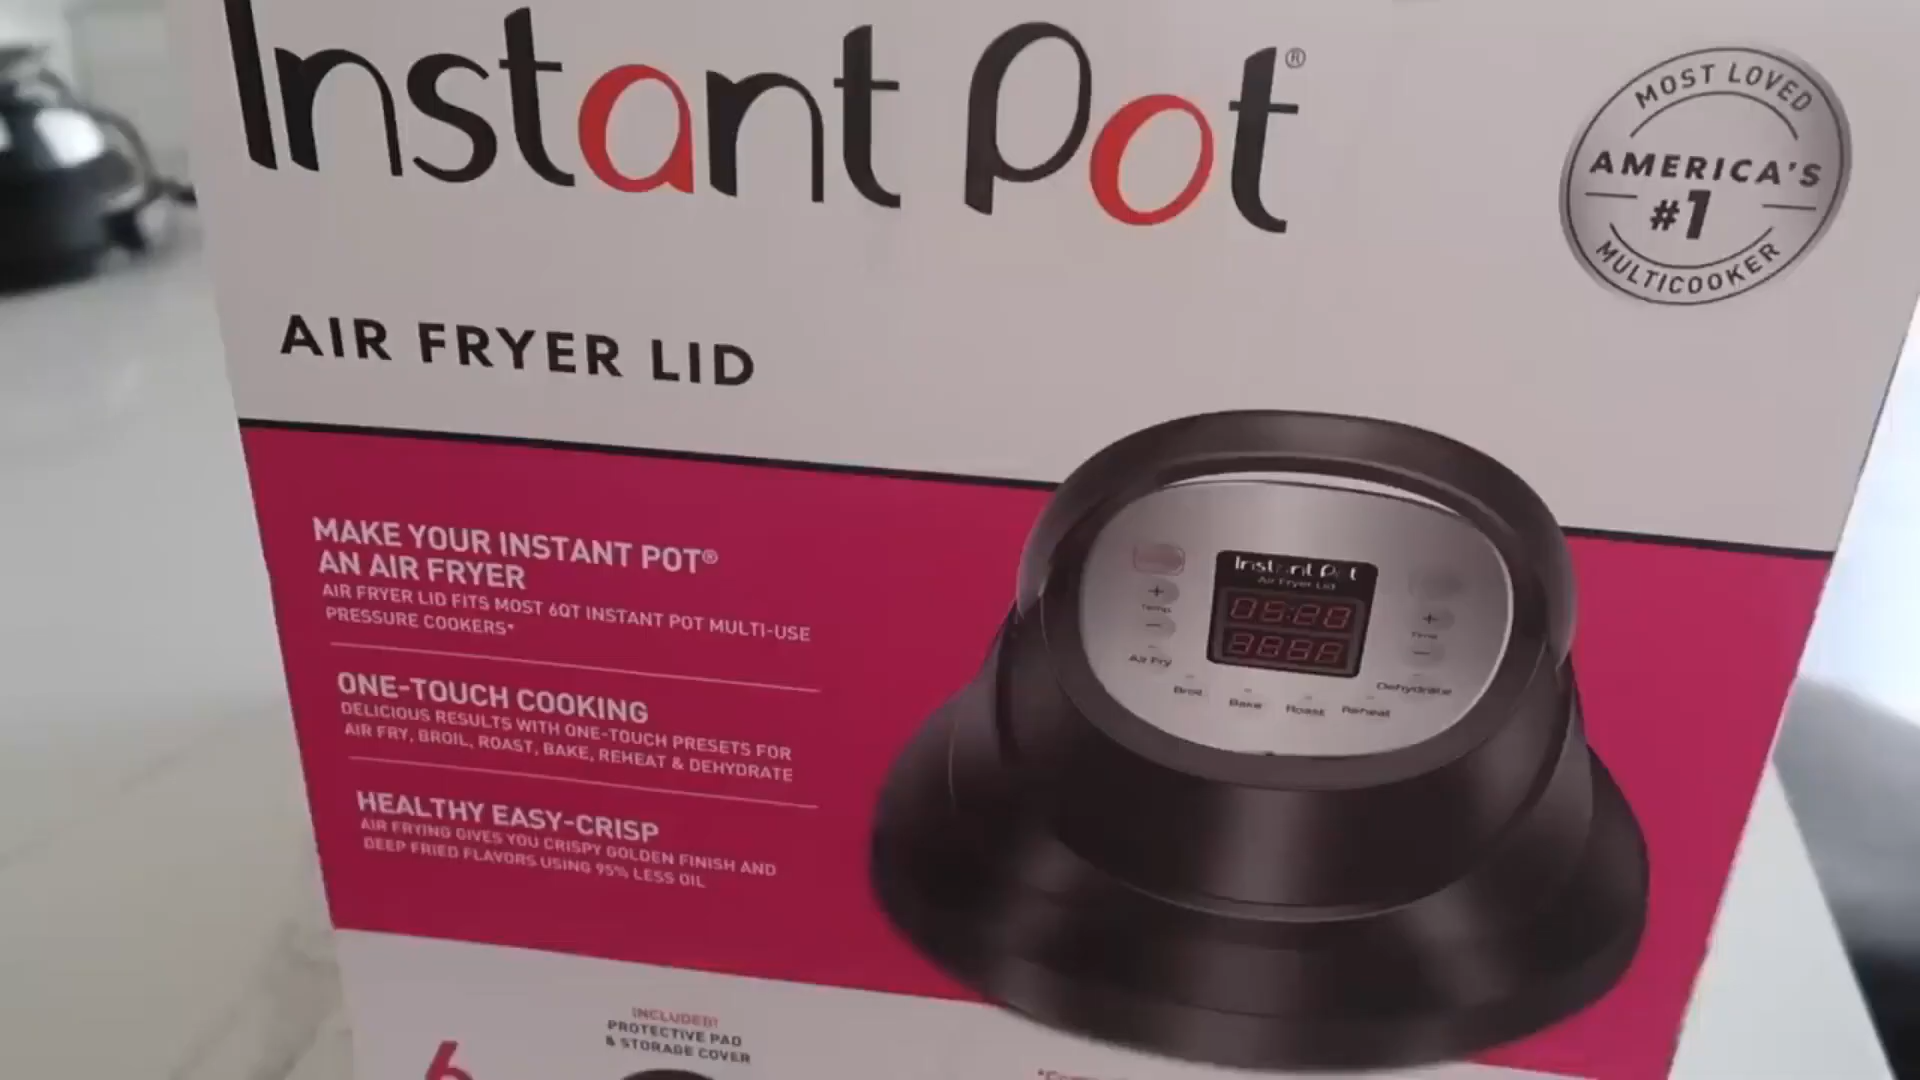 Instant Pot®
MOST LOVED
AMERICA'S
#1
MULTICOOKER
AIR FRYER LID
MAKE YOUR INSTANT POT®
AN AIR FRYER
AIR FRYER LID FITS MOST 6QT INSTANT POT MULTI-USE
PRESSURE COOKERS*
ONE-TOUCH COOKING
DELICIOUS RESULTS WITH ONE-TOUCH PRESETS FOR
AIR FRY, BROIL, ROAST, BAKE, REHEAT & DEHYDRATE
HEALTHY EASY-CRISP
AIR FRYING GIVES YOU CRISPY GOLDEN FINISH AND
DEEP FRIED FLAVORS USING 95% LESS OIL
Instant Pot
Air Fryer Lid
+
Temp
−
+
Time
−
Air Fry
Broil
Bake
Roast
Reheat
Dehydrate
INCLUDED!
PROTECTIVE PAD
& STORAGE COVER
6